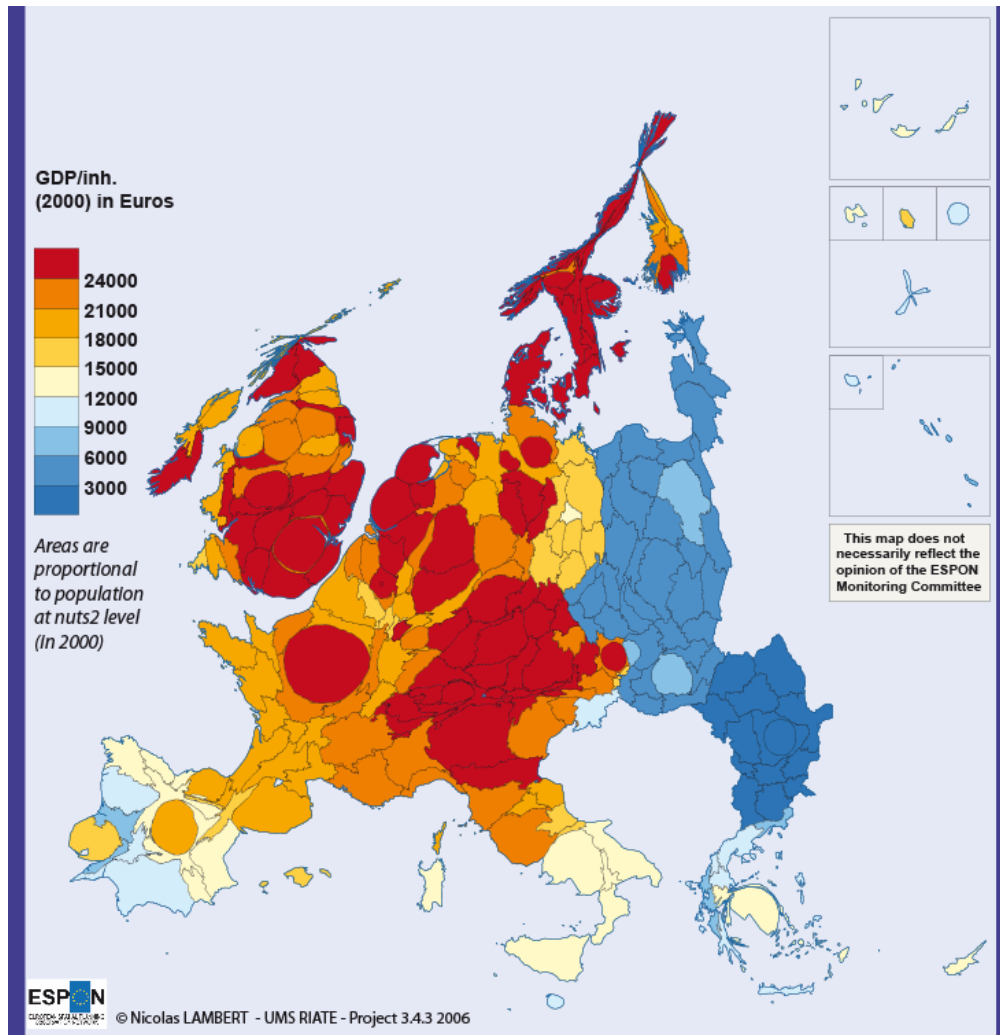 GDP/inh.
(2000) in Euros
24000
21000
18000
15000
12000
9000
6000
3000
Areas are
proportional
to population
at nuts2 level
(in 2000)
This map does not
necessarily reflect the
opinion of the ESPON
Monitoring Committee
ESPON
© Nicolas LAMBERT - UMS RIATE - Project 3.4.3 2006